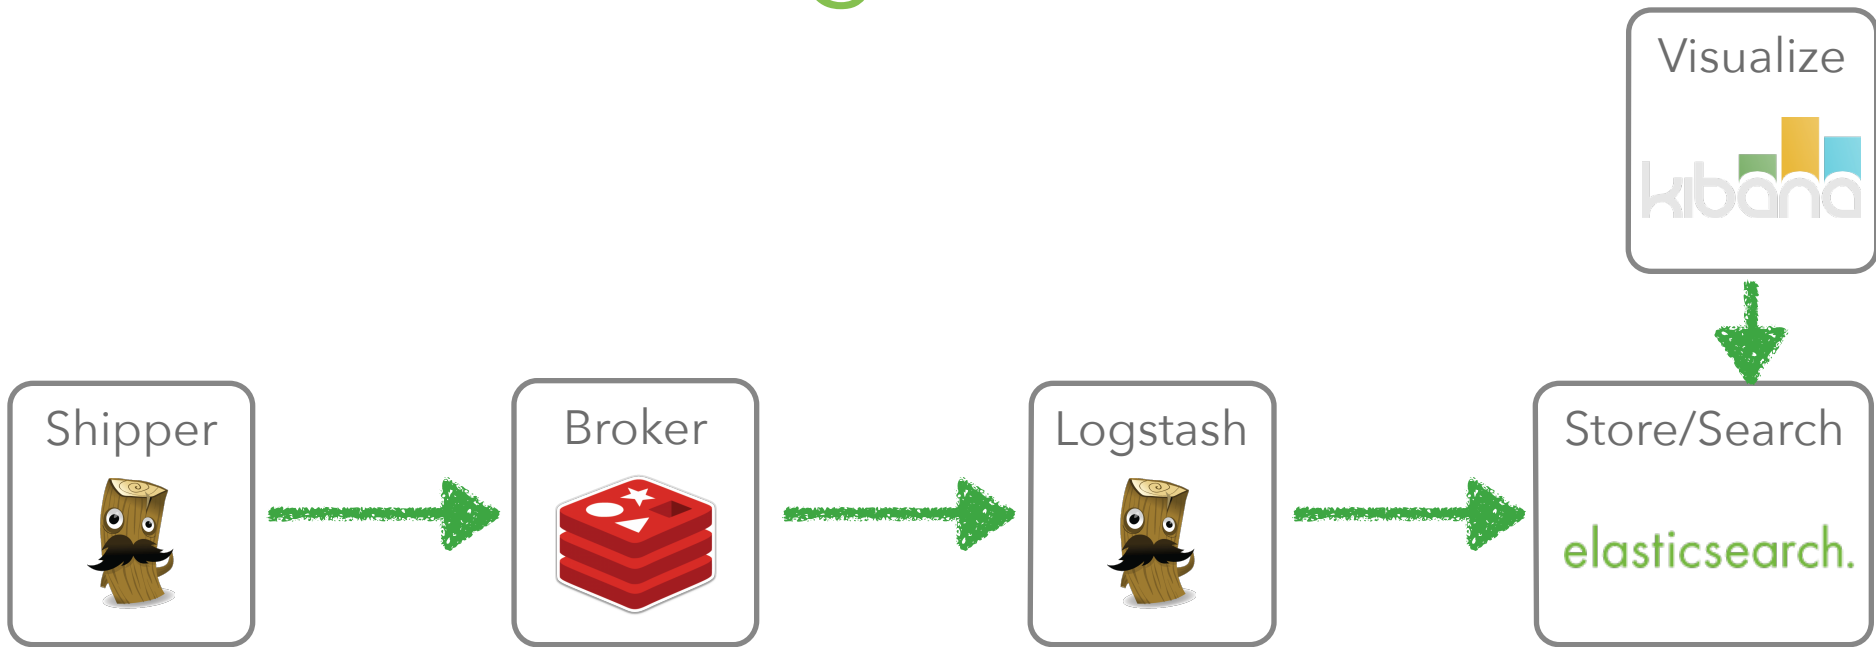 Visualize
kibana
Shipper
Broker
Logstash
Store/Search
elasticsearch.